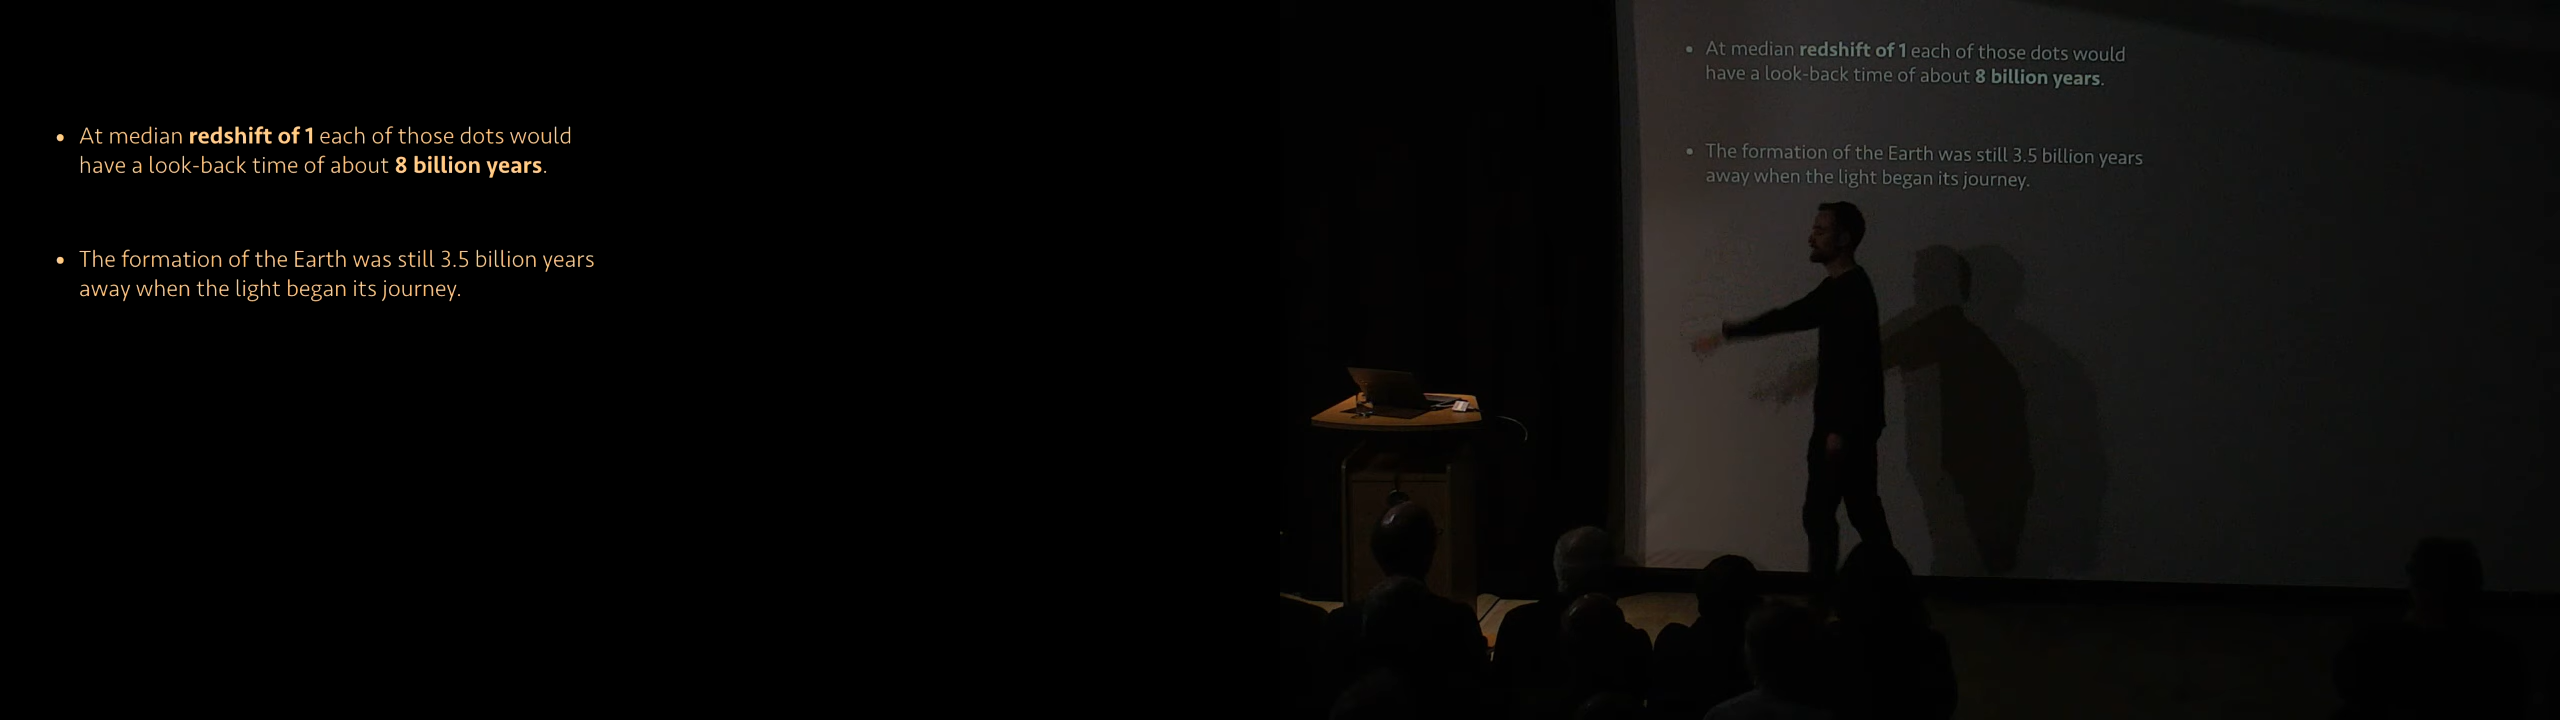 • At median redshift of 1 each of those dots would
have a look-back time of about 8 billion years.
• The formation of the Earth was still 3.5 billion years
away when the light began its journey.
• At median redshift of 1 each of those dots would
have a look-back time of about 8 billion years.
• The formation of the Earth was still 3.5 billion years
away when the light began its journey.